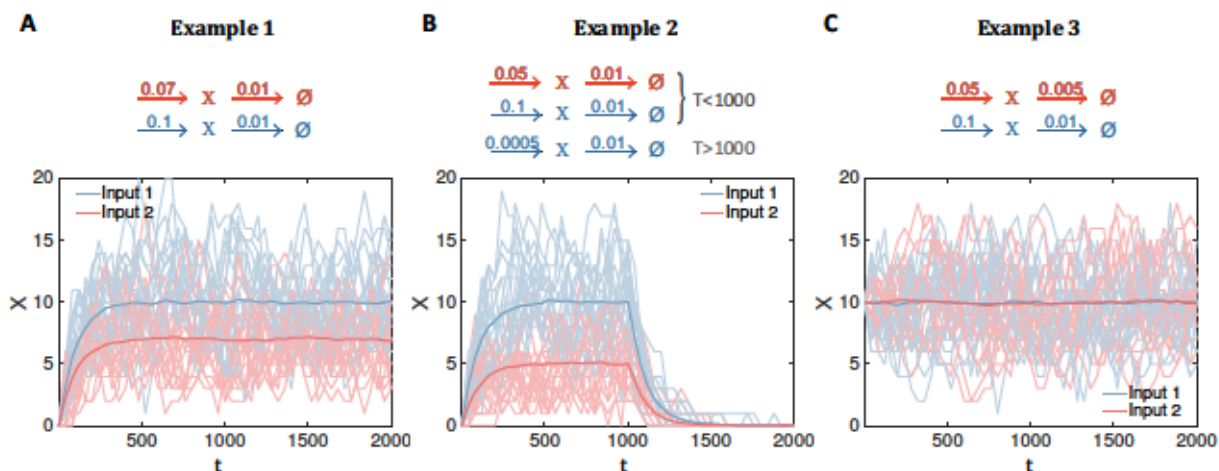 A Example 1
0.07 X 0.01 Ø
0.1 X 0.01 Ø
20
15
10
5
0
X
Input 1
Input 2
500 1000 1500 2000
t
B Example 2
0.05 X 0.01 Ø
0.1 X 0.01 Ø
T<1000
0.0005 X 0.01 Ø T>1000
20
15
10
5
0
X
Input 1
Input 2
500 1000 1500 2000
t
C Example 3
0.05 X 0.005 Ø
0.1 X 0.01 Ø
20
15
10
5
0
X
Input 1
Input 2
500 1000 1500 2000
t